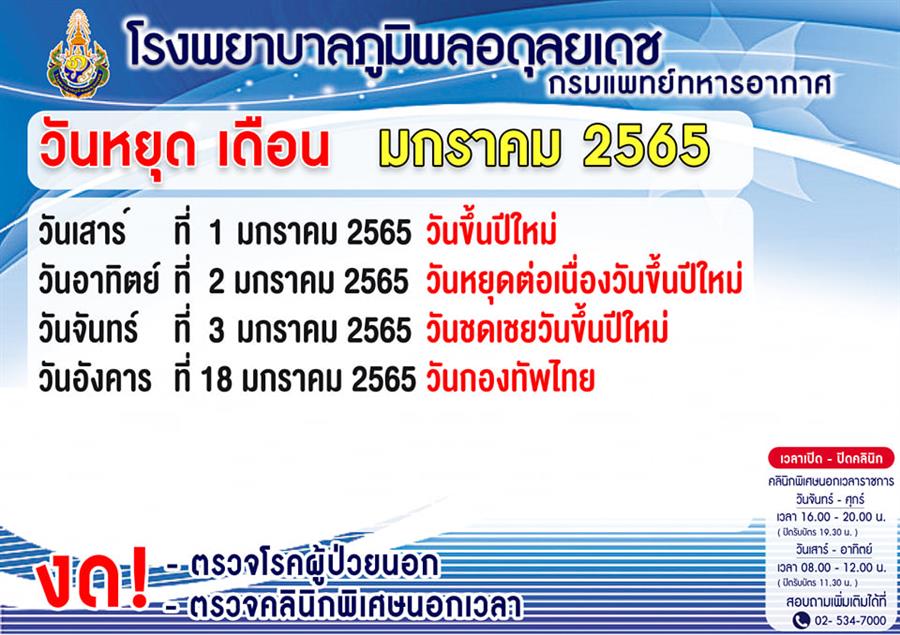 โรงพยาบาลภูมิพลอดุลยเดช
กรมแพทย์ทหารอากาศ
วันหยุด เดือน มกราคม 2565
วันเสาร์ ที่ 1 มกราคม 2565 วันขึ้นปีใหม่
วันอาทิตย์ ที่ 2 มกราคม 2565 วันหยุดต่อเนื่องวันขึ้นปีใหม่
วันจันทร์ ที่ 3 มกราคม 2565 วันชดเชยวันขึ้นปีใหม่
วันอังคาร ที่ 18 มกราคม 2565 วันกองทัพไทย
งด!
- ตรวจโรคผู้ป่วยนอก
- ตรวจคลินิกพิเศษนอกเวลา
เวลาเปิด - ปิดคลินิก
คลินิกพิเศษนอกเวลาราชการ
วันจันทร์ - ศุกร์
เวลา 16.00 - 20.00 น.
( ปิดรับบัตร 19.30 น. )
วันเสาร์ - อาทิตย์
เวลา 08.00 - 12.00 น.
( ปิดรับบัตร 11.30 น. )
สอบถามเพิ่มเติมได้ที่
02- 534-7000